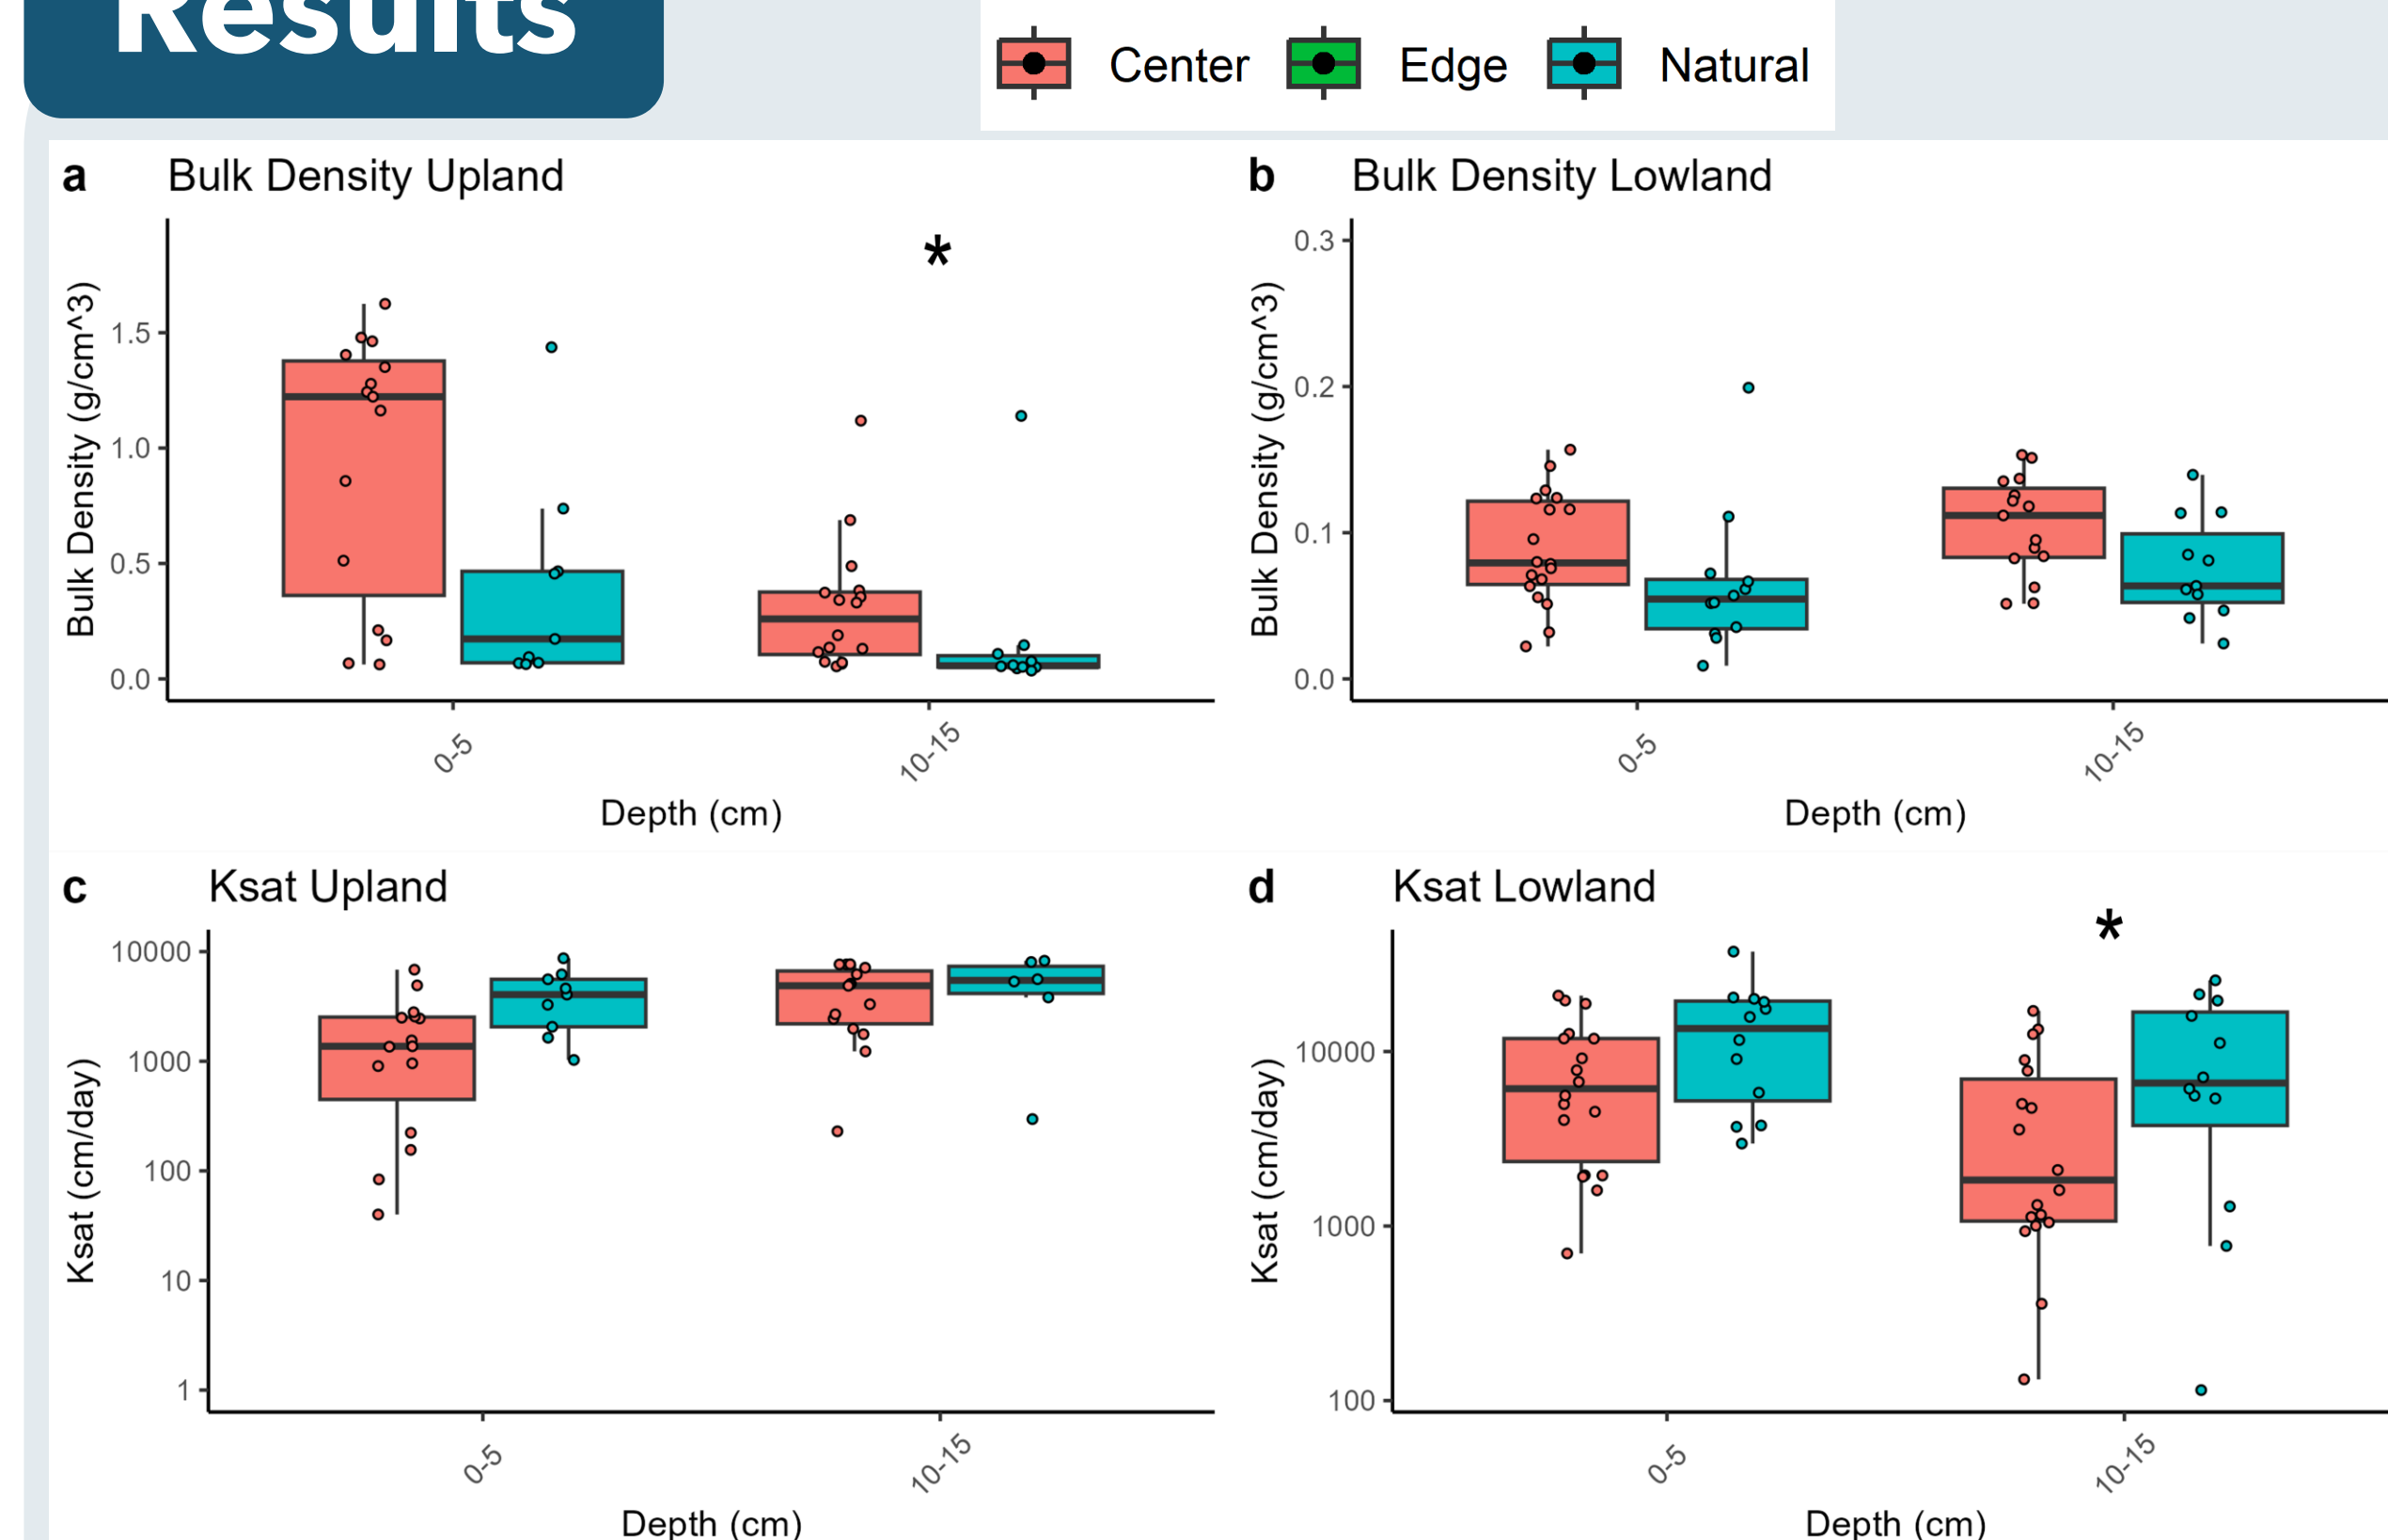 Results
Center Edge Natural
a Bulk Density Upland
*
Bulk Density (g/cm^3)
1.5
1.0
0.5
0.0
0-5 10-15
Depth (cm)
b Bulk Density Lowland
Bulk Density (g/cm^3)
0.3
0.2
0.1
0.0
0-5 10-15
Depth (cm)
c Ksat Upland
Ksat (cm/day)
10000
1000
100
10
1
0-5 10-15
Depth (cm)
d Ksat Lowland
*
Ksat (cm/day)
10000
1000
100
0-5 10-15
Depth (cm)